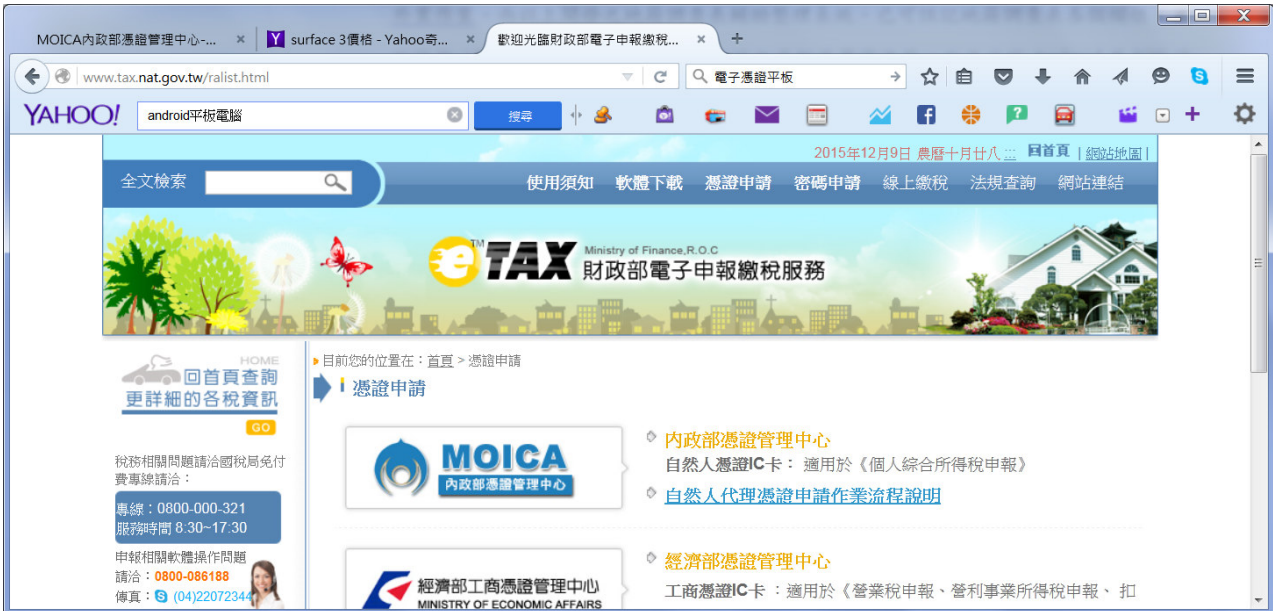 MOICA內政部憑證管理中心-...
surface 3價格 - Yahoo奇...
歡迎光臨財政部電子申報繳稅...
www.tax.nat.gov.tw/ralist.html
電子憑證平板
YAHOO!
android平板電腦
搜尋
2015年12月9日 農曆十月廿八 ::: 回首頁 | 網站地圖 |
全文檢索
使用須知 軟體下載 憑證申請 密碼申請 線上繳稅 法規查詢 網站連結
eTAX TM
Ministry of Finance,R.O.C
財政部電子申報繳稅服務
HOME
回首頁查詢
更詳細的各稅資訊
GO
稅務相關問題請洽國稅局免付
費專線請洽：
專線：0800-000-321
服務時間 8:30~17:30
申報相關軟體操作問題
請洽：0800-086188
傳真： (04)22072344
目前您的位置在：首頁 > 憑證申請
憑證申請
MOICA
內政部憑證管理中心
內政部憑證管理中心
自然人憑證IC卡： 適用於《個人綜合所得稅申報》
自然人代理憑證申請作業流程說明
經濟部工商憑證管理中心
MINISTRY OF ECONOMIC AFFAIRS
經濟部憑證管理中心
工商憑證IC卡 ：適用於《營業稅申報、營利事業所得稅申報、 扣